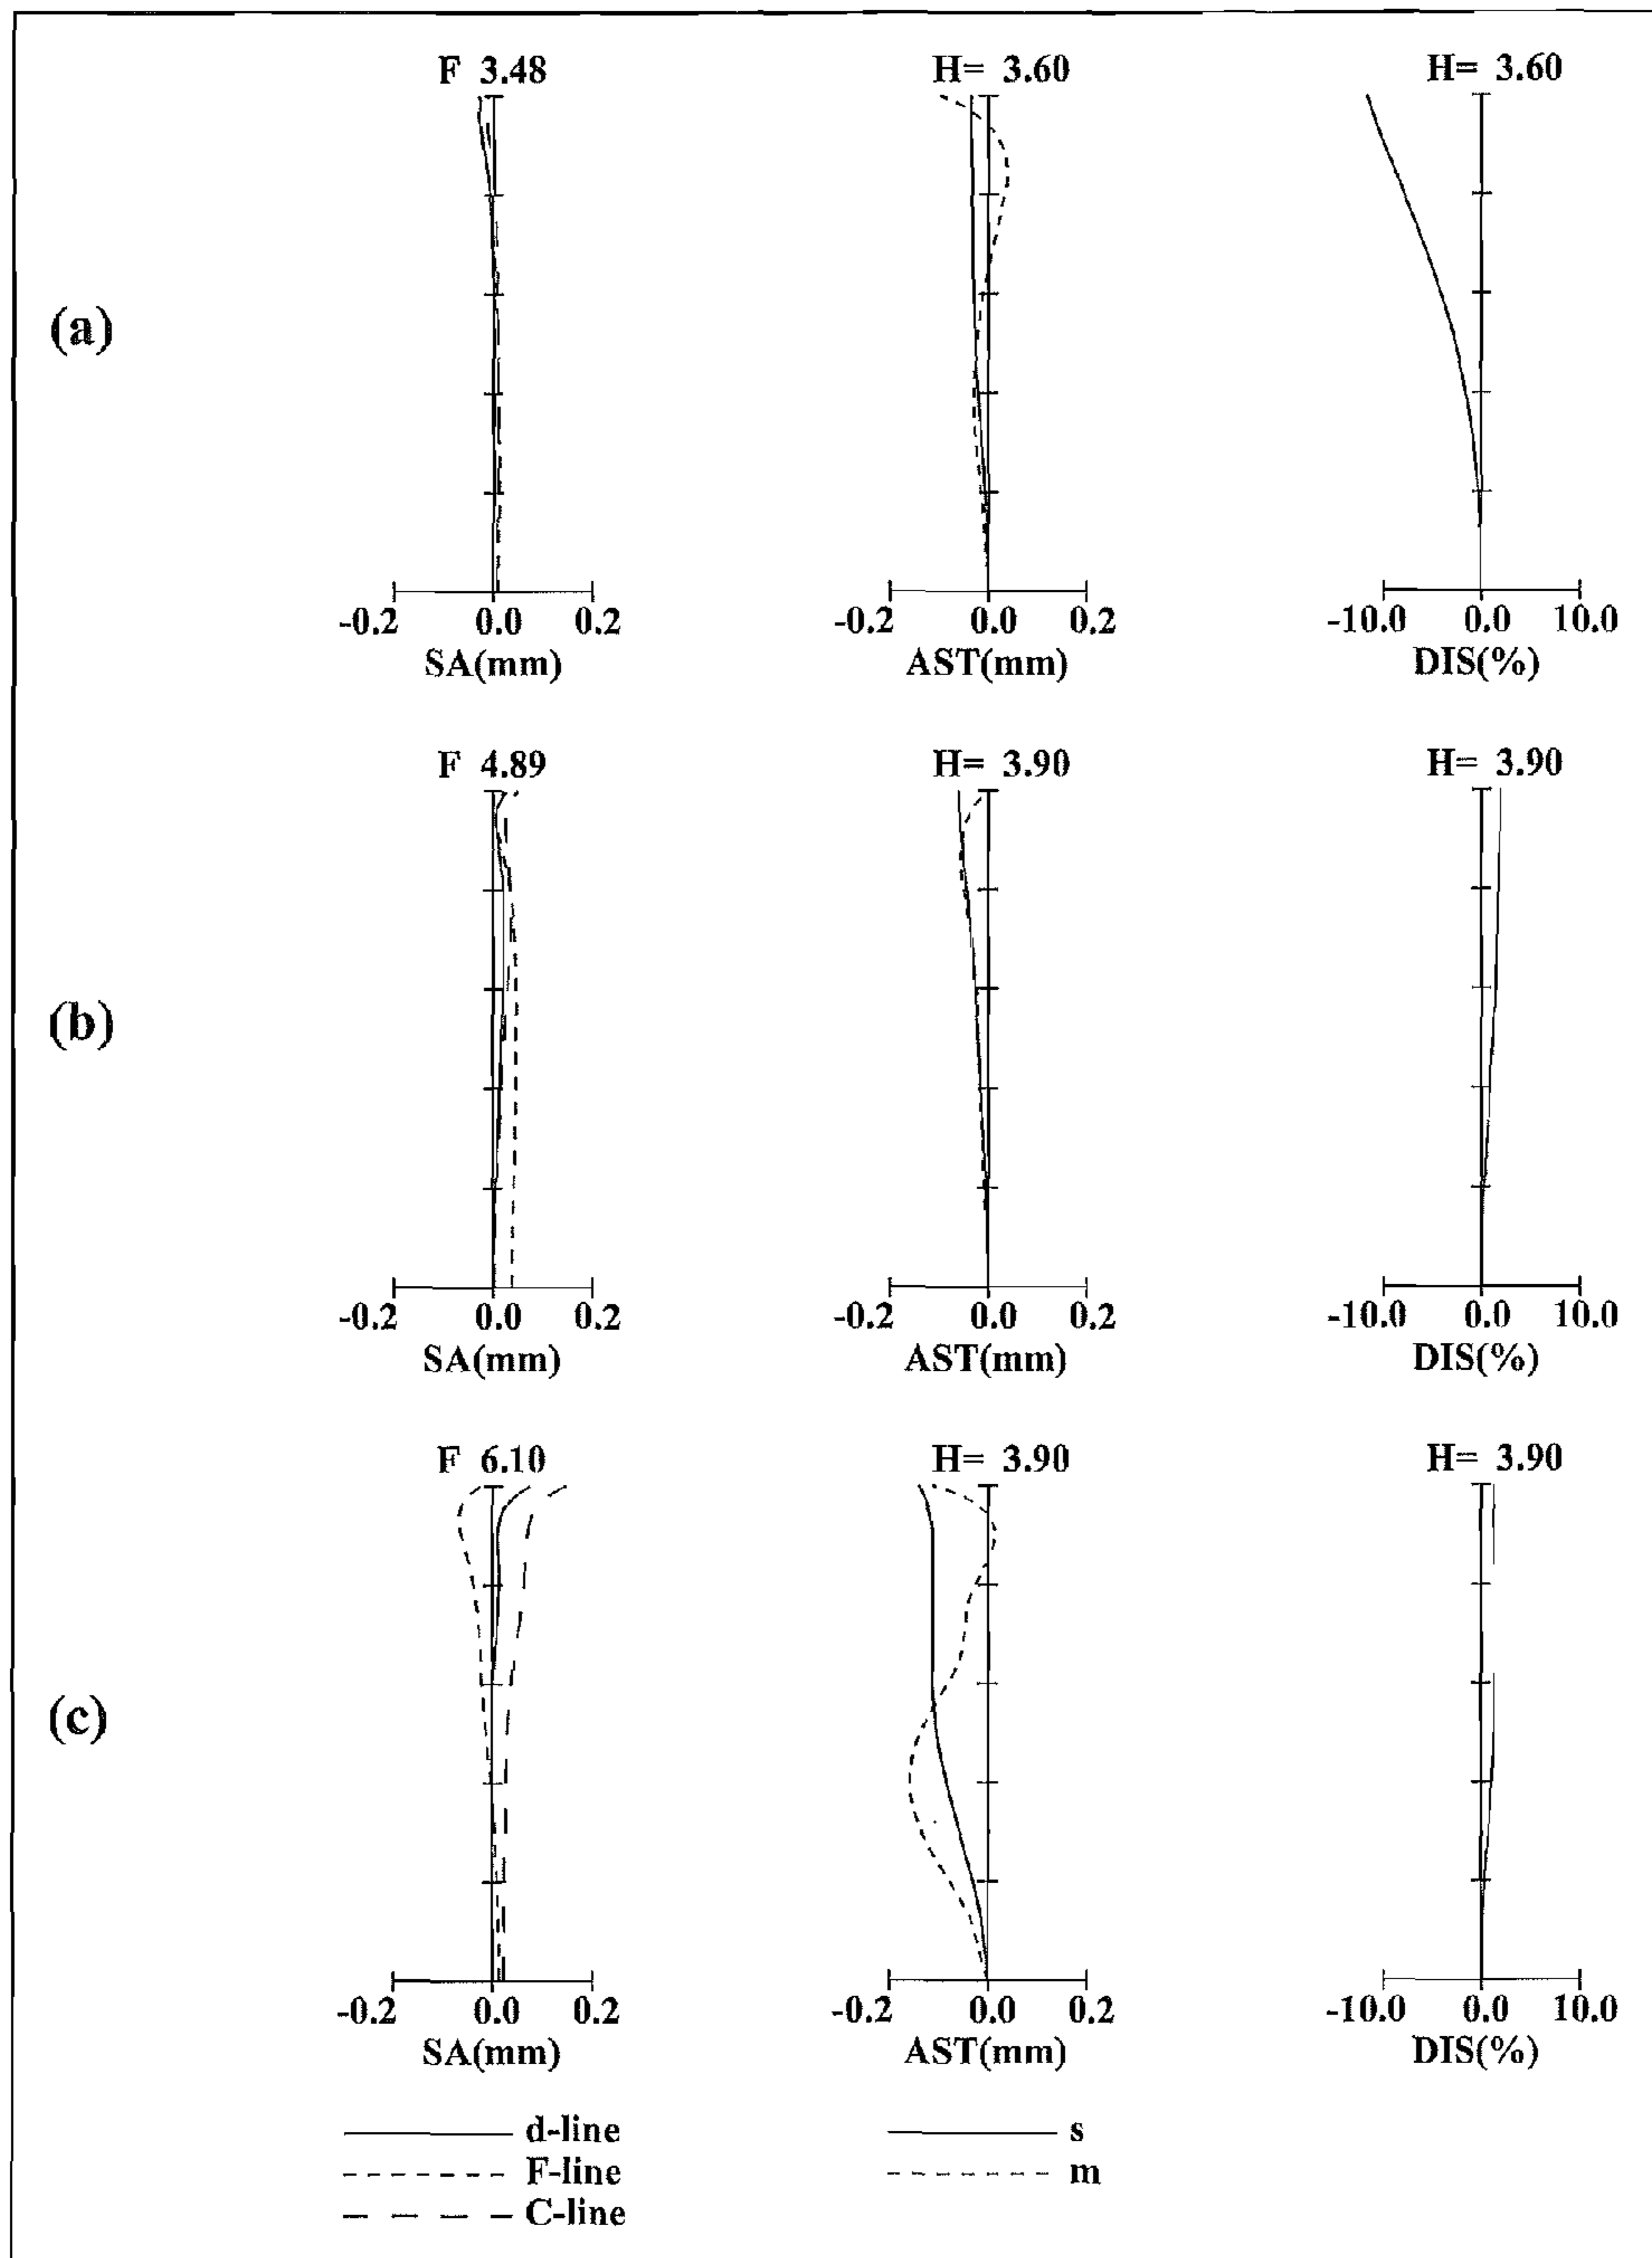 F 3.48 H= 3.60 H= 3.60
(a)
-0.2 0.0 0.2 -0.2 0.0 0.2 -10.0 0.0 10.0
SA(mm) AST(mm) DIS(%)
F 4.89 H= 3.90 H= 3.90
(b)
-0.2 0.0 0.2 -0.2 0.0 0.2 -10.0 0.0 10.0
SA(mm) AST(mm) DIS(%)
F 6.10 H= 3.90 H= 3.90
(c)
-0.2 0.0 0.2 -0.2 0.0 0.2 -10.0 0.0 10.0
SA(mm) AST(mm) DIS(%)
d-line s
F-line m
C-line